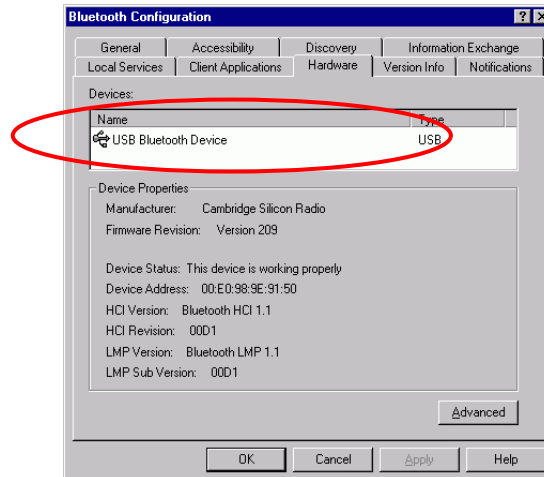 Bluetooth Configuration
General Accessibility Discovery Information Exchange
Local Services Client Applications Hardware Version Info Notifications
Devices:
Name Type
USB Bluetooth Device USB
Device Properties
Manufacturer: Cambridge Silicon Radio
Firmware Revision: Version 209
Device Status: This device is working properly
Device Address: 00:E0:98:9E:91:50
HCI Version: Bluetooth HCI 1.1
HCI Revision: 00D1
LMP Version: Bluetooth LMP 1.1
LMP Sub Version: 00D1
Advanced
OK Cancel Apply Help